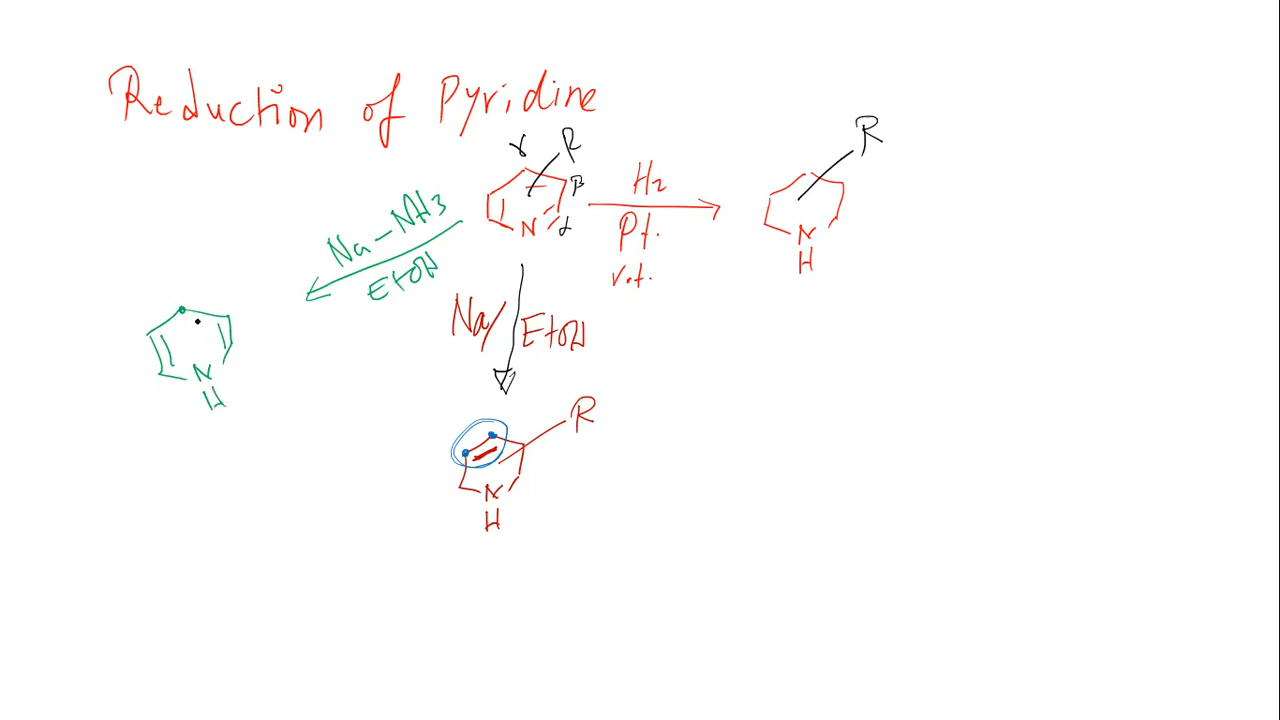 Reduction of Pyridine
γ R
β
N α
H2
Pt.
R
N
H
Na-NH3
EtOH
Na/ EtOH
N
H
R
N
H